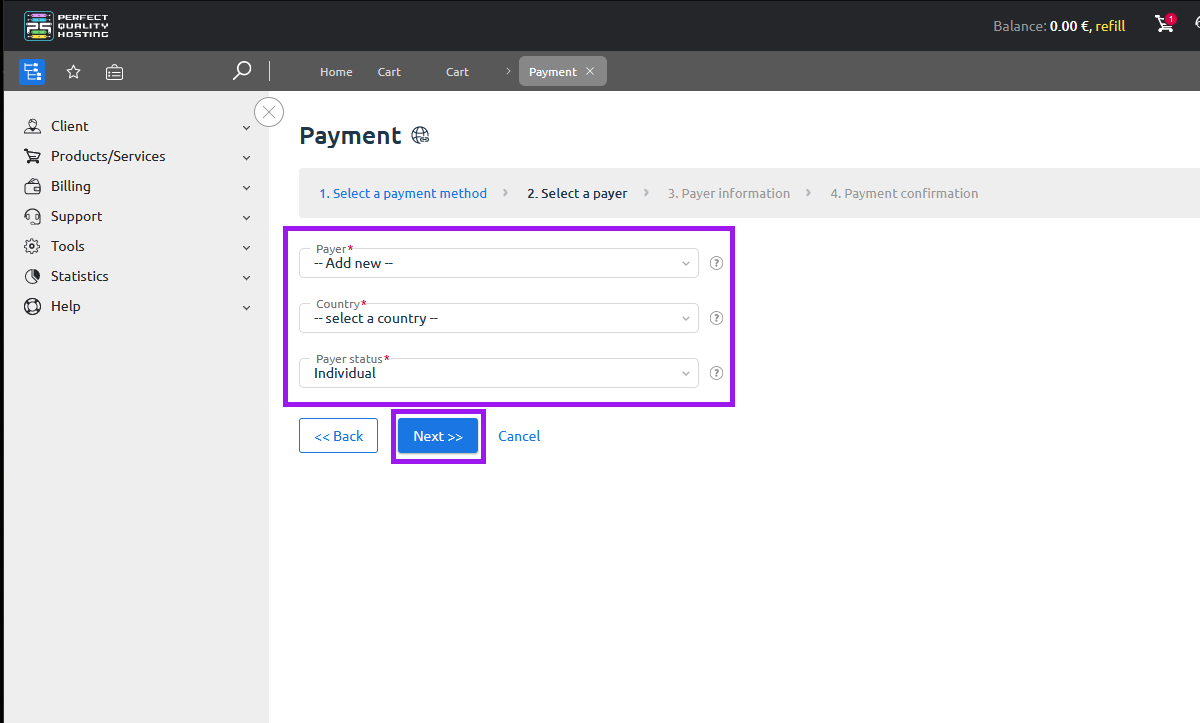 PERFECT
QUALITY
HOSTING
Balance: 0.00 €, refill
1
Home Cart Cart Payment
Client
Products/Services
Billing
Support
Tools
Statistics
Help
Payment
1. Select a payment method 2. Select a payer 3. Payer information 4. Payment confirmation
Payer*
-- Add new --
?
Country*
-- select a country --
?
Payer status*
Individual
?
<< Back Next >> Cancel